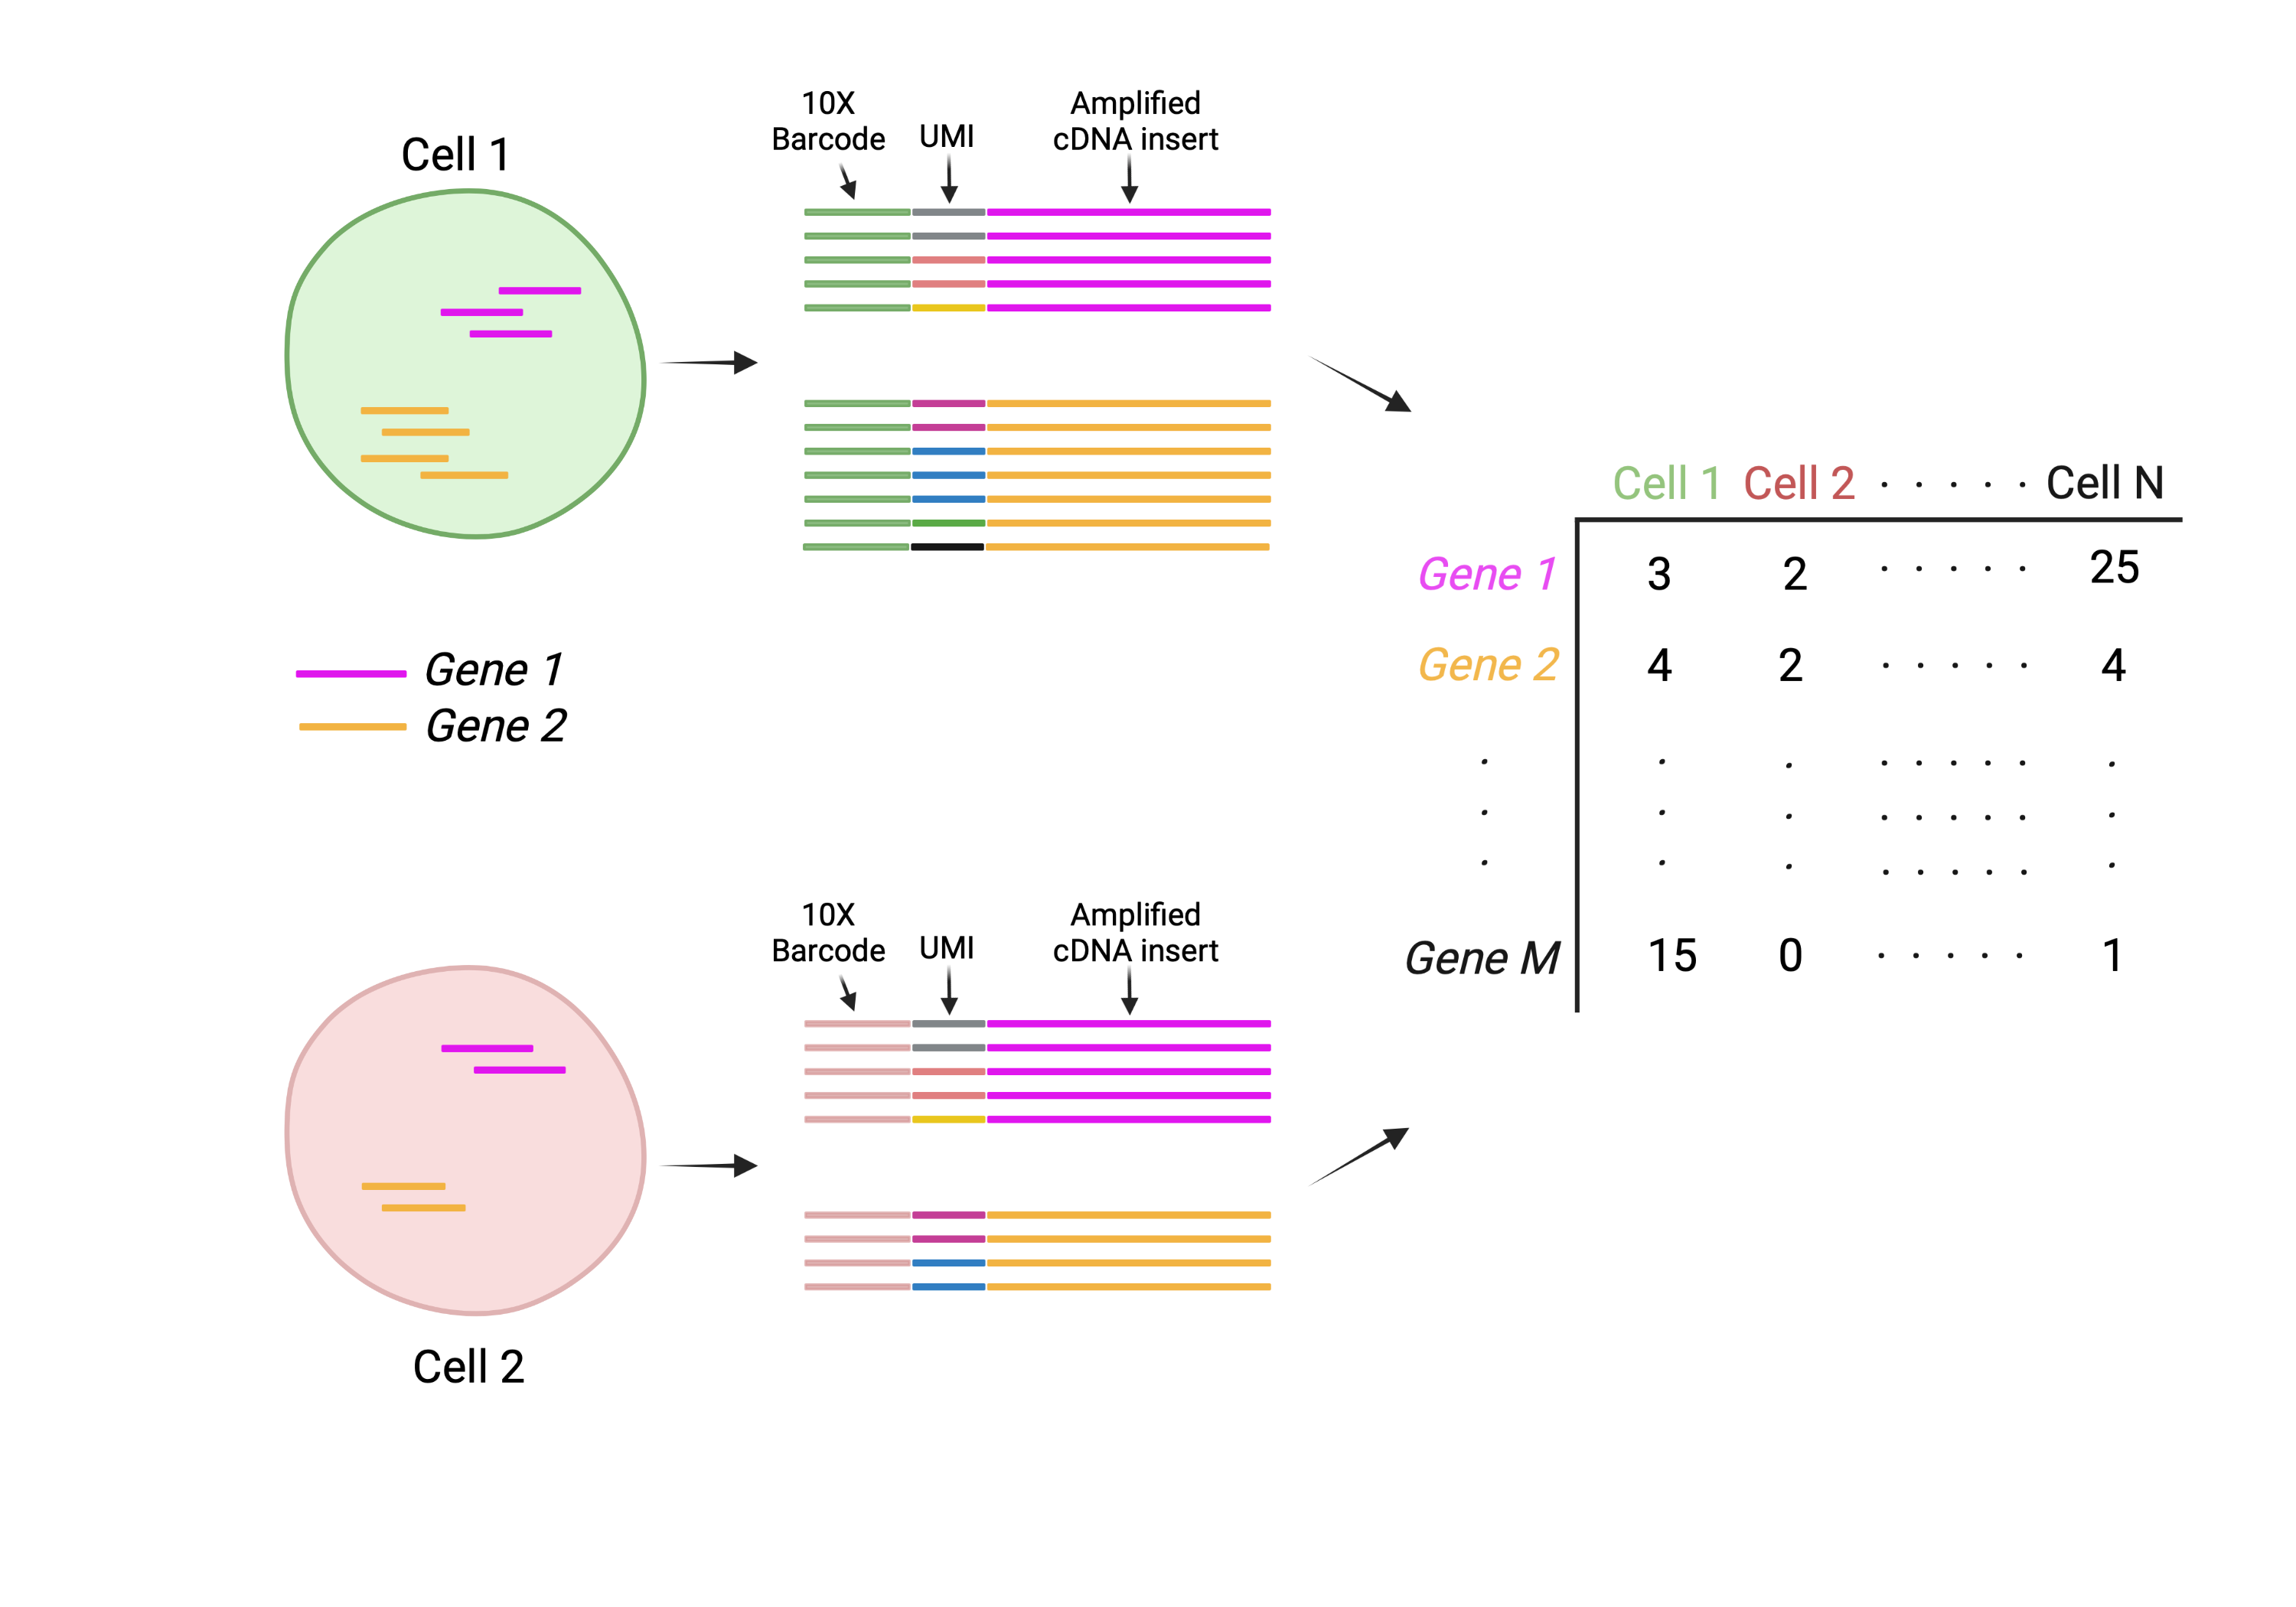 Cell 1
10X
Barcode
UMI
Amplified
cDNA insert
Gene 1
Gene 2
Cell 1 Cell 2 . . . . . Cell N
Gene 1 3 2 . . . . . 25
Gene 2 4 2 . . . . . 4
. . . . . . . . .
. . . . . . . . .
. . . . . . . . .
Gene M 15 0 . . . . . 1
10X
Barcode
UMI
Amplified
cDNA insert
Cell 2